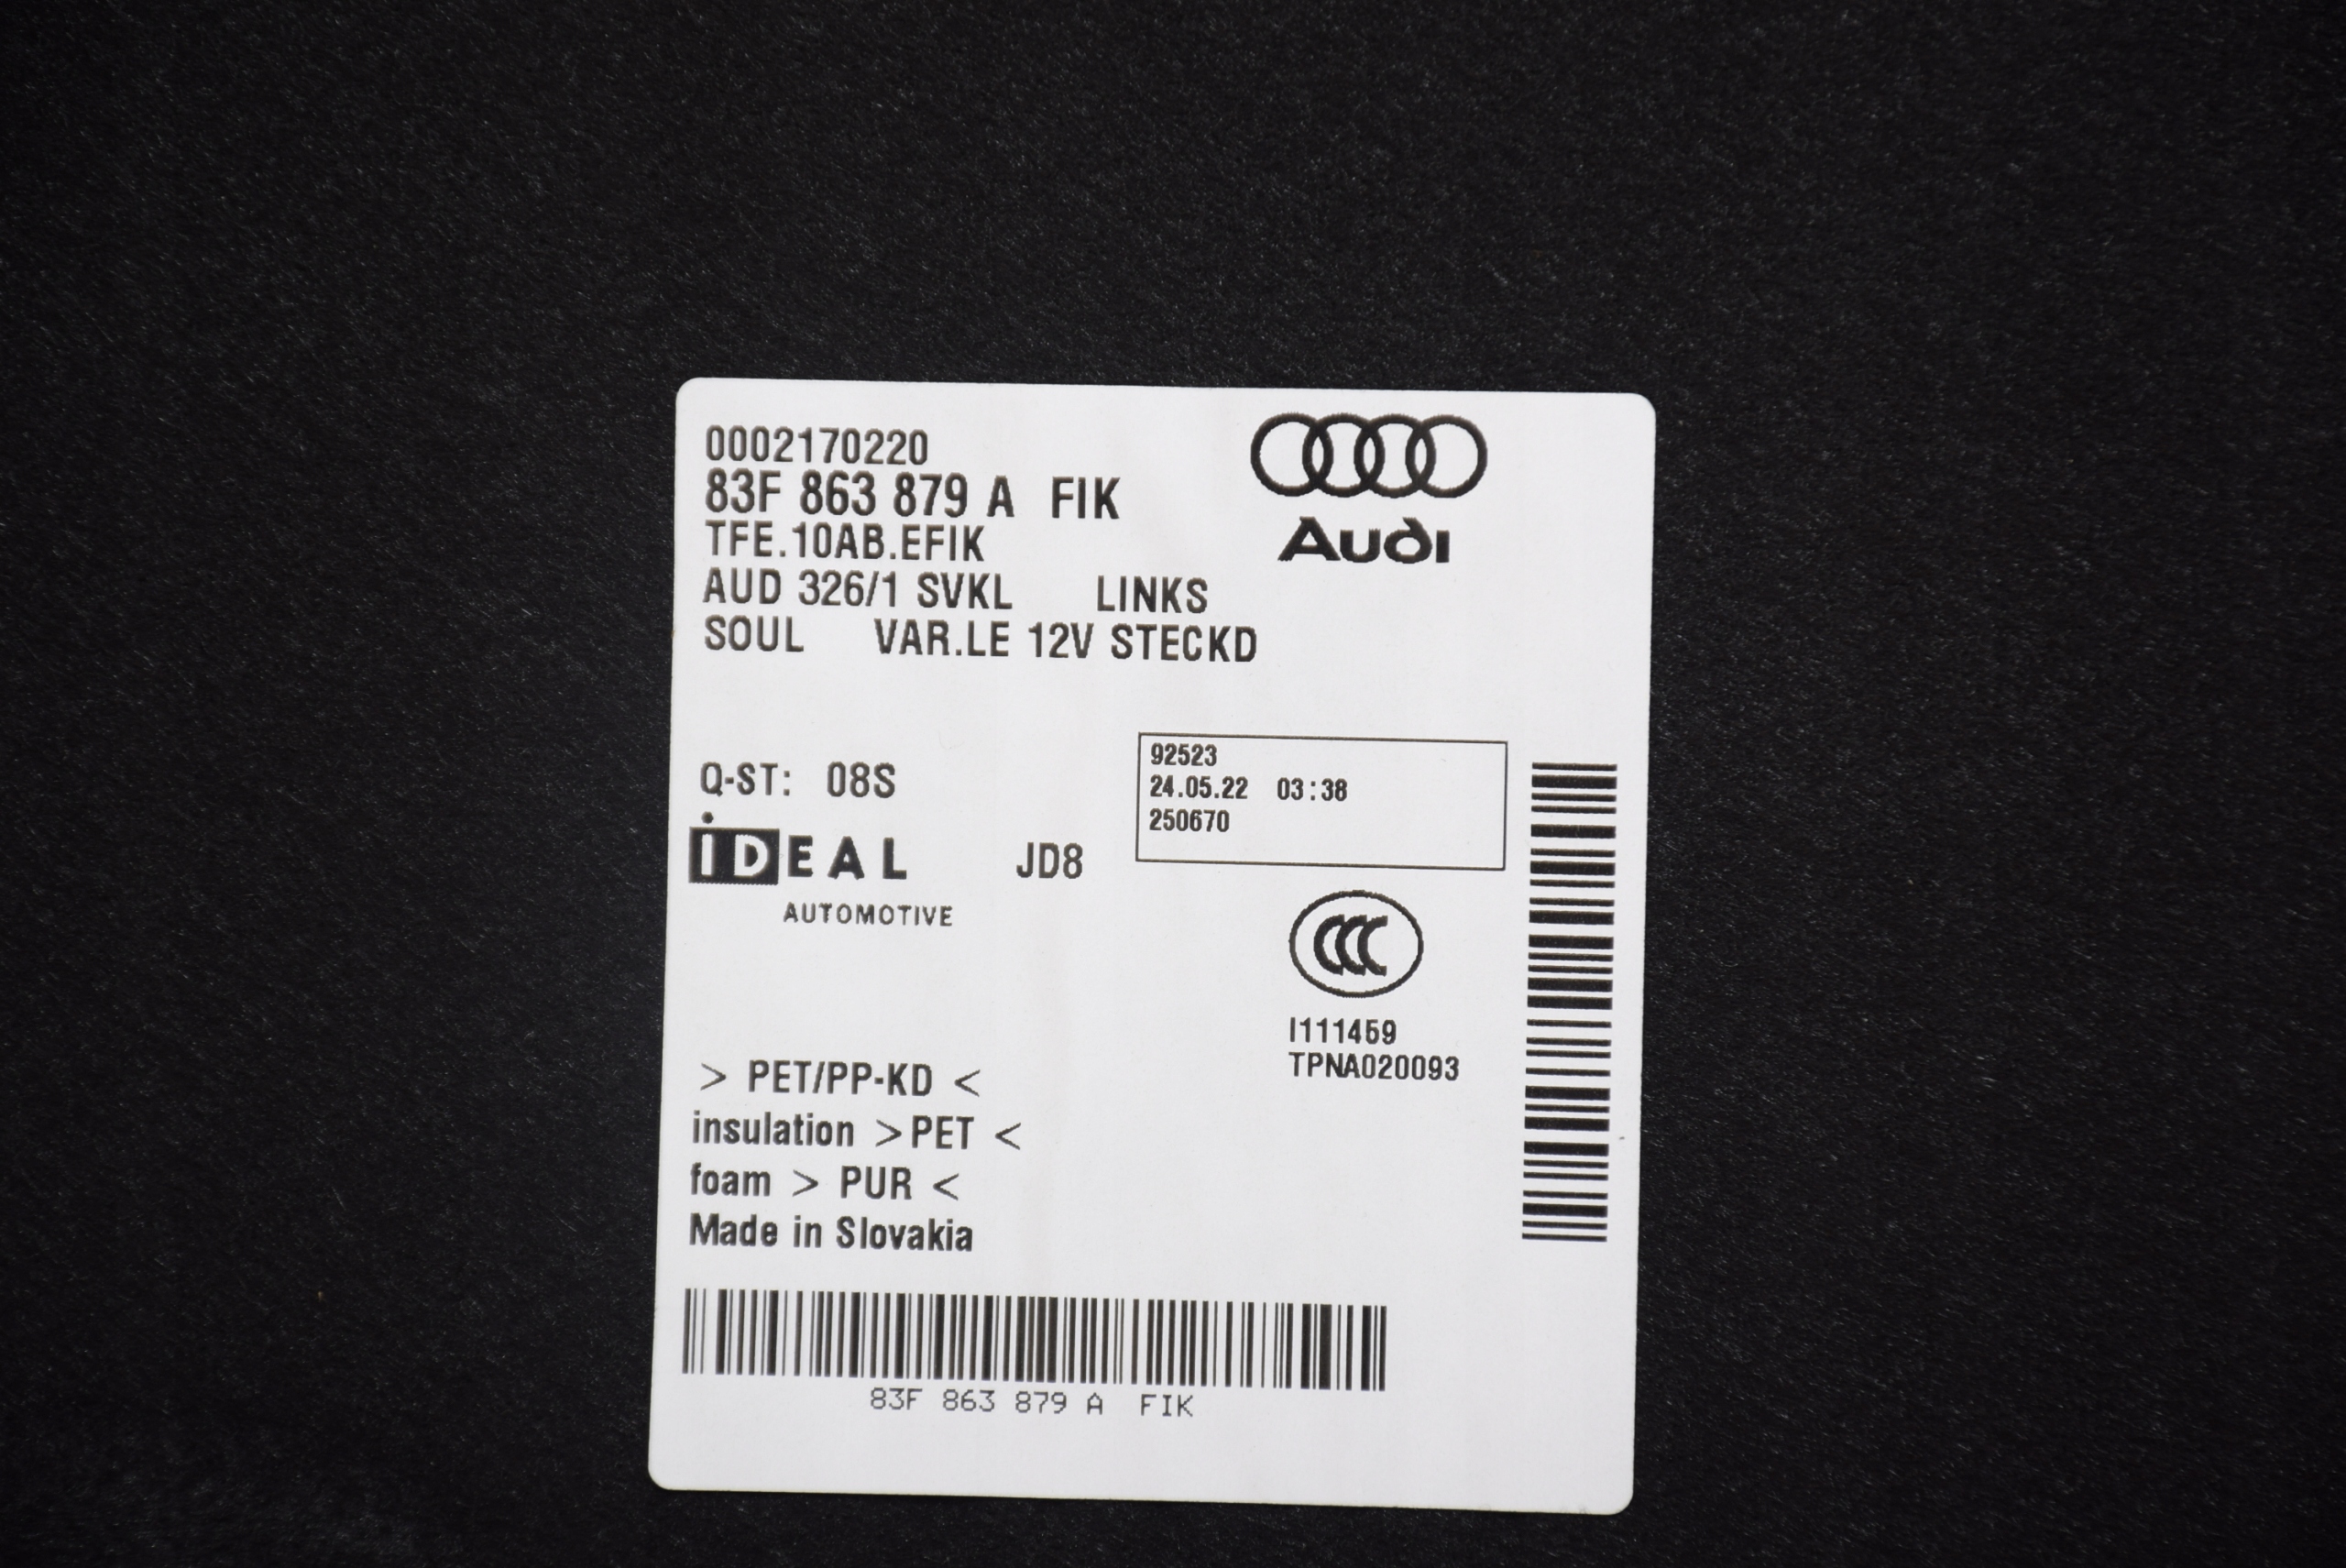 0002170220
83F 863 879 A FIK
TFE.10AB.EFIK
AUD 326/1 SVKL LINKS
SOUL VAR.LE 12V STECKD
Audi
Q-ST: 08S
92523
24.05.22 03:38
250670
iDEAL
AUTOMOTIVE
JD8
CCC
I111459
TPNA020093
> PET/PP-KD <
insulation >PET <
foam > PUR <
Made in Slovakia
83F 863 879 A FIK